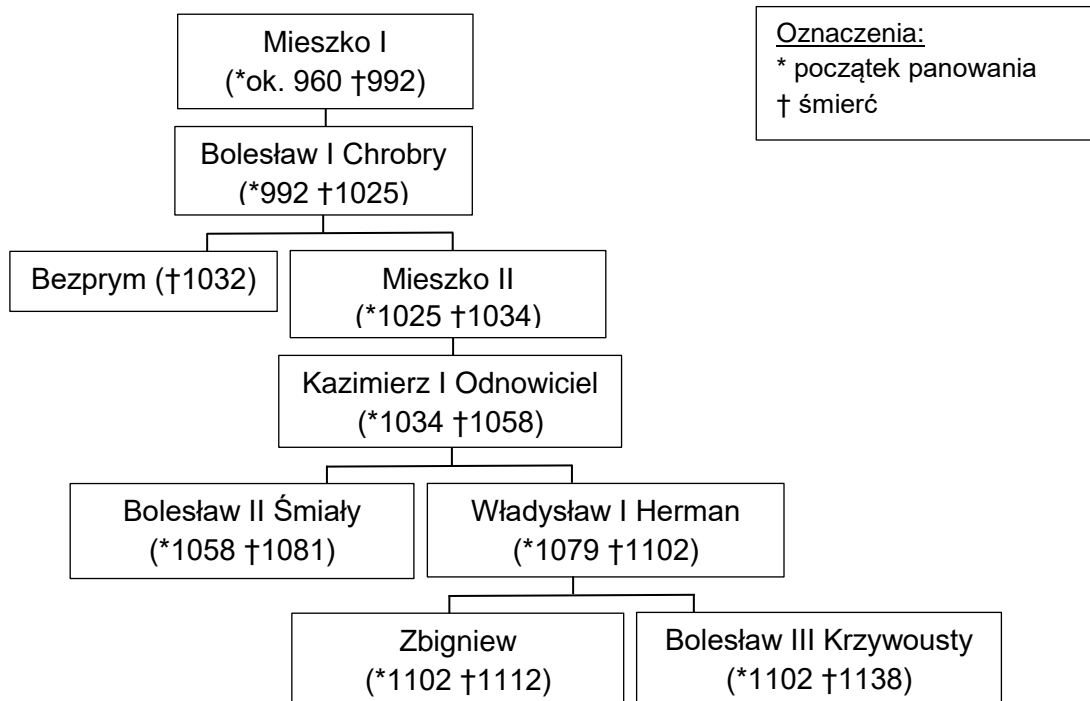 Mieszko I
(*ok. 960 †992)
Oznaczenia:
* początek panowania
† śmierć
Bolesław I Chrobry
(*992 †1025)
Bezprym (†1032)
Mieszko II
(*1025 †1034)
Kazimierz I Odnowiciel
(*1034 †1058)
Bolesław II Śmiały
(*1058 †1081)
Władysław I Herman
(*1079 †1102)
Zbigniew
(*1102 †1112)
Bolesław III Krzywousty
(*1102 †1138)